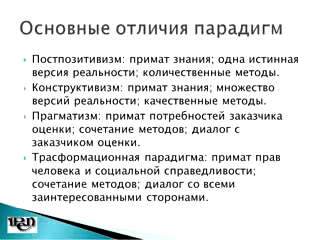 Основные отличия парадигм
Постпозитивизм: примат знания; одна истинная
версия реальности; количественные методы.
Конструктивизм: примат знания; множество
версий реальности; качественные методы.
Прагматизм: примат потребностей заказчика
оценки; сочетание методов; диалог с
заказчиком оценки.
Трасформационная парадигма: примат прав
человека и социальной справедливости;
сочетание методов; диалог со всеми
заинтересованными сторонами.